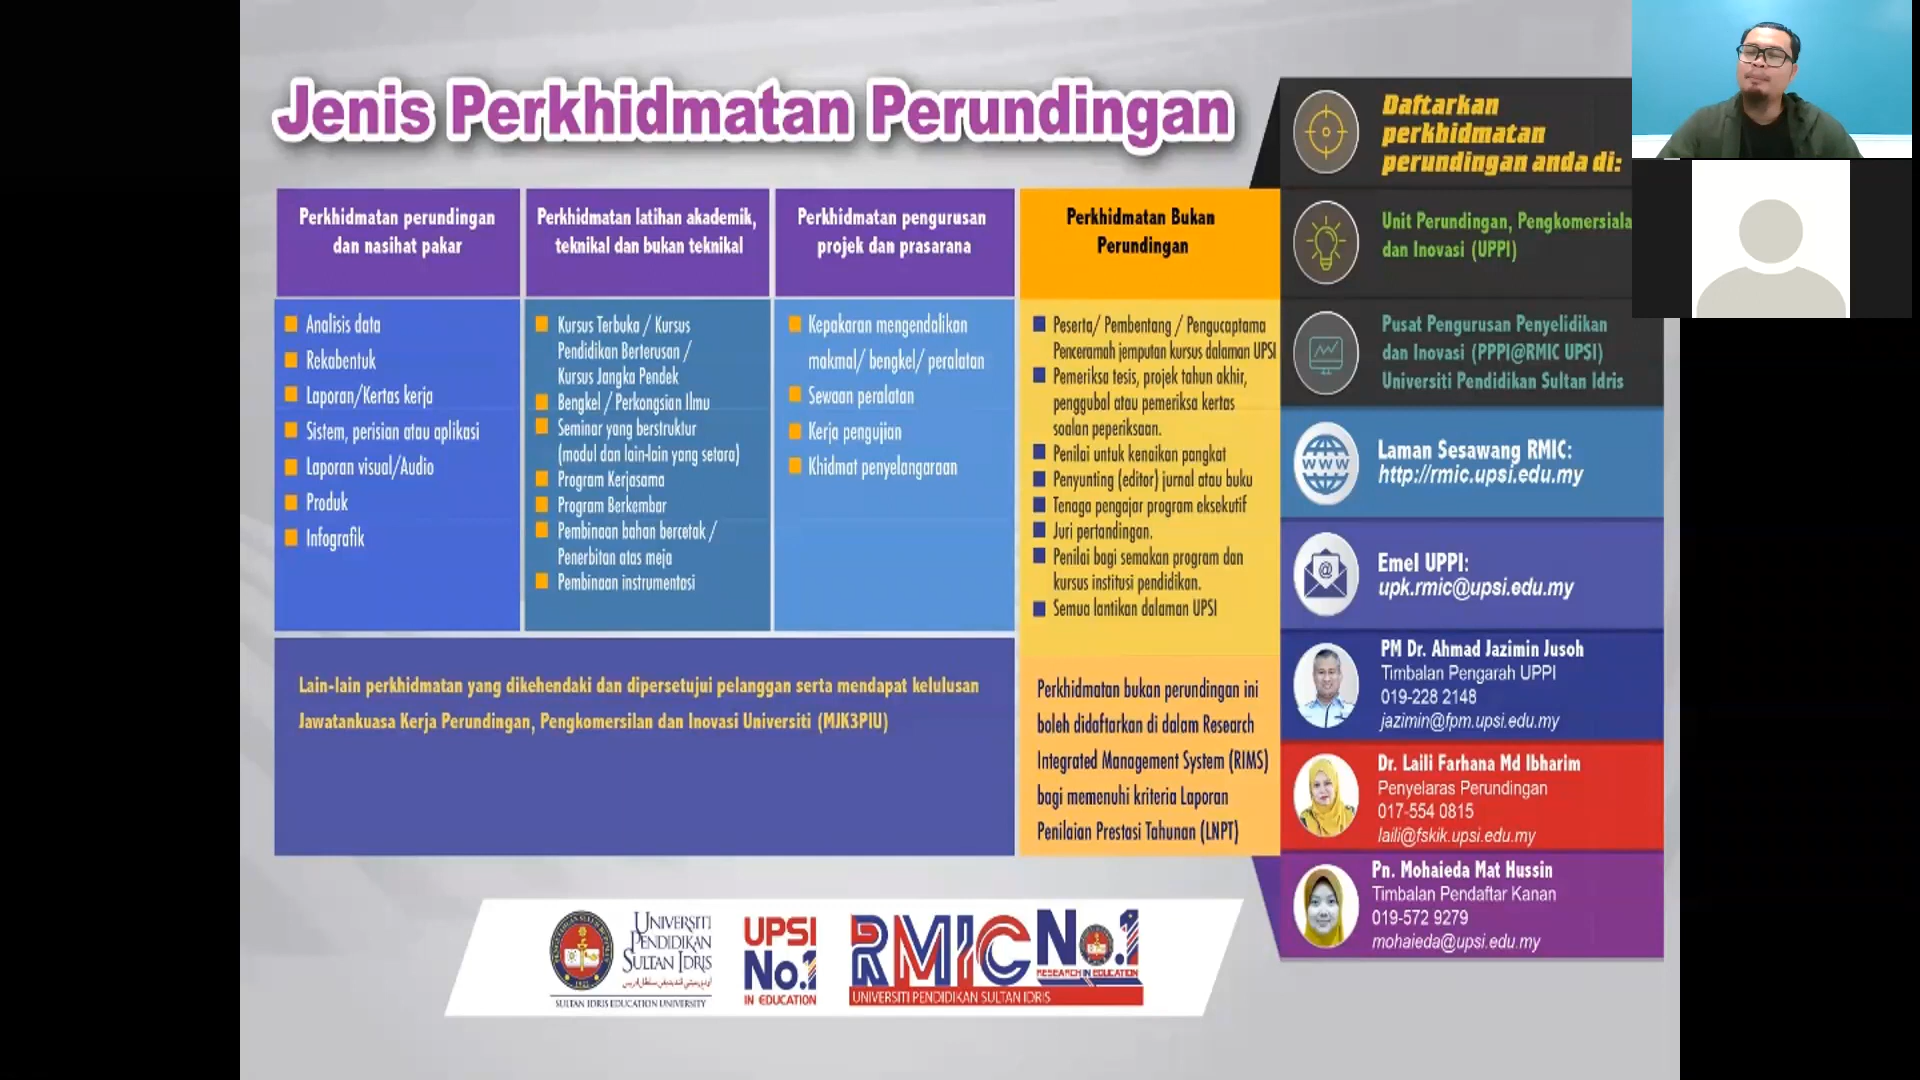 Jenis Perkhidmatan Perundingan
Perkhidmatan perundingan
dan nasihat pakar
Analisis data
Rekabentuk
Laporan/Kertas kerja
Sistem, perisian atau aplikasi
Laporan visual/Audio
Produk
Infografik
Perkhidmatan latihan akademik,
teknikal dan bukan teknikal
Kursus Terbuka / Kursus
Pendidikan Berterusan /
Kursus Jangka Pendek
Bengkel / Perkongsian Ilmu
Seminar yang berstruktur
(modul dan lain-lain yang setara)
Program Kerjasama
Program Berkembar
Pembinaan bahan bercetak /
Penerbitan atas meja
Pembinaan instrumentasi
Perkhidmatan pengurusan
projek dan prasarana
Kepakaran mengendalikan
makmal/ bengkel/ peralatan
Sewaan peralatan
Kerja pengujian
Khidmat penyelangaraan
Perkhidmatan Bukan
Perundingan
Peserta/ Pembentang / Pengucaptama
Penceramah jemputan kursus dalaman UPSI
Pemeriksa tesis, projek tahun akhir,
penggubal atau pemeriksa kertas
soalan peperiksaan.
Penilai untuk kenaikan pangkat
Penyunting (editor) jurnal atau buku
Tenaga pengajar program eksekutif
Juri pertandingan.
Penilai bagi semakan program dan
kursus institusi pendidikan.
Semua lantikan dalaman UPSI
Perkhidmatan bukan perundingan ini
boleh didaftarkan di dalam Research
Integrated Management System (RIMS)
bagi memenuhi kriteria Laporan
Penilaian Prestasi Tahunan (LNPT)
Lain-lain perkhidmatan yang dikehendaki dan dipersetujui pelanggan serta mendapat kelulusan
Jawatankuasa Kerja Perundingan, Pengkomersilan dan Inovasi Universiti (MJK3PIU)
Daftarkan
perkhidmatan
perundingan anda di:
Unit Perundingan, Pengkomersiala
dan Inovasi (UPPI)
Pusat Pengurusan Penyelidikan
dan Inovasi (PPPI@RMIC UPSI)
Universiti Pendidikan Sultan Idris
WWW
Laman Sesawang RMIC:
http://rmic.upsi.edu.my
Emel UPPI:
upk.rmic@upsi.edu.my
PM Dr. Ahmad Jazimin Jusoh
Timbalan Pengarah UPPI
019-228 2148
jazimin@fpm.upsi.edu.my
Dr. Laili Farhana Md Ibharim
Penyelaras Perundingan
017-554 0815
laili@fskik.upsi.edu.my
Pn. Mohaieda Mat Hussin
Timbalan Pendaftar Kanan
019-572 9279
mohaieda@upsi.edu.my
UNIVERSITI
PENDIDIKAN
SULTAN IDRIS
SULTAN IDRIS EDUCATION UNIVERSITY
UPSI
No.1
IN EDUCATION
RMIC No.1
RESEARCH IN EDUCATION
UNIVERSITI PENDIDIKAN SULTAN IDRIS